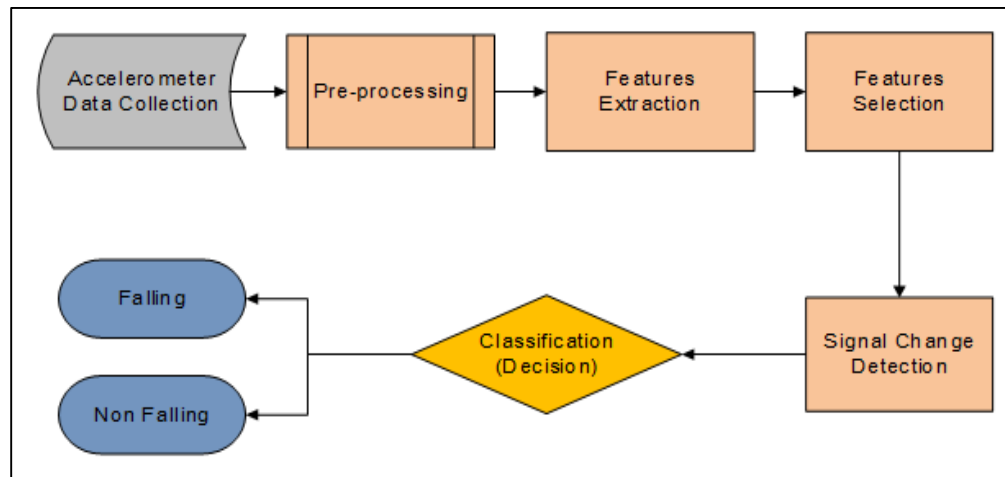 Accelerometer
Data Collection
Pre-processing
Features
Extraction
Features
Selection
Signal Change
Detection
Classification
(Decision)
Falling
Non Falling